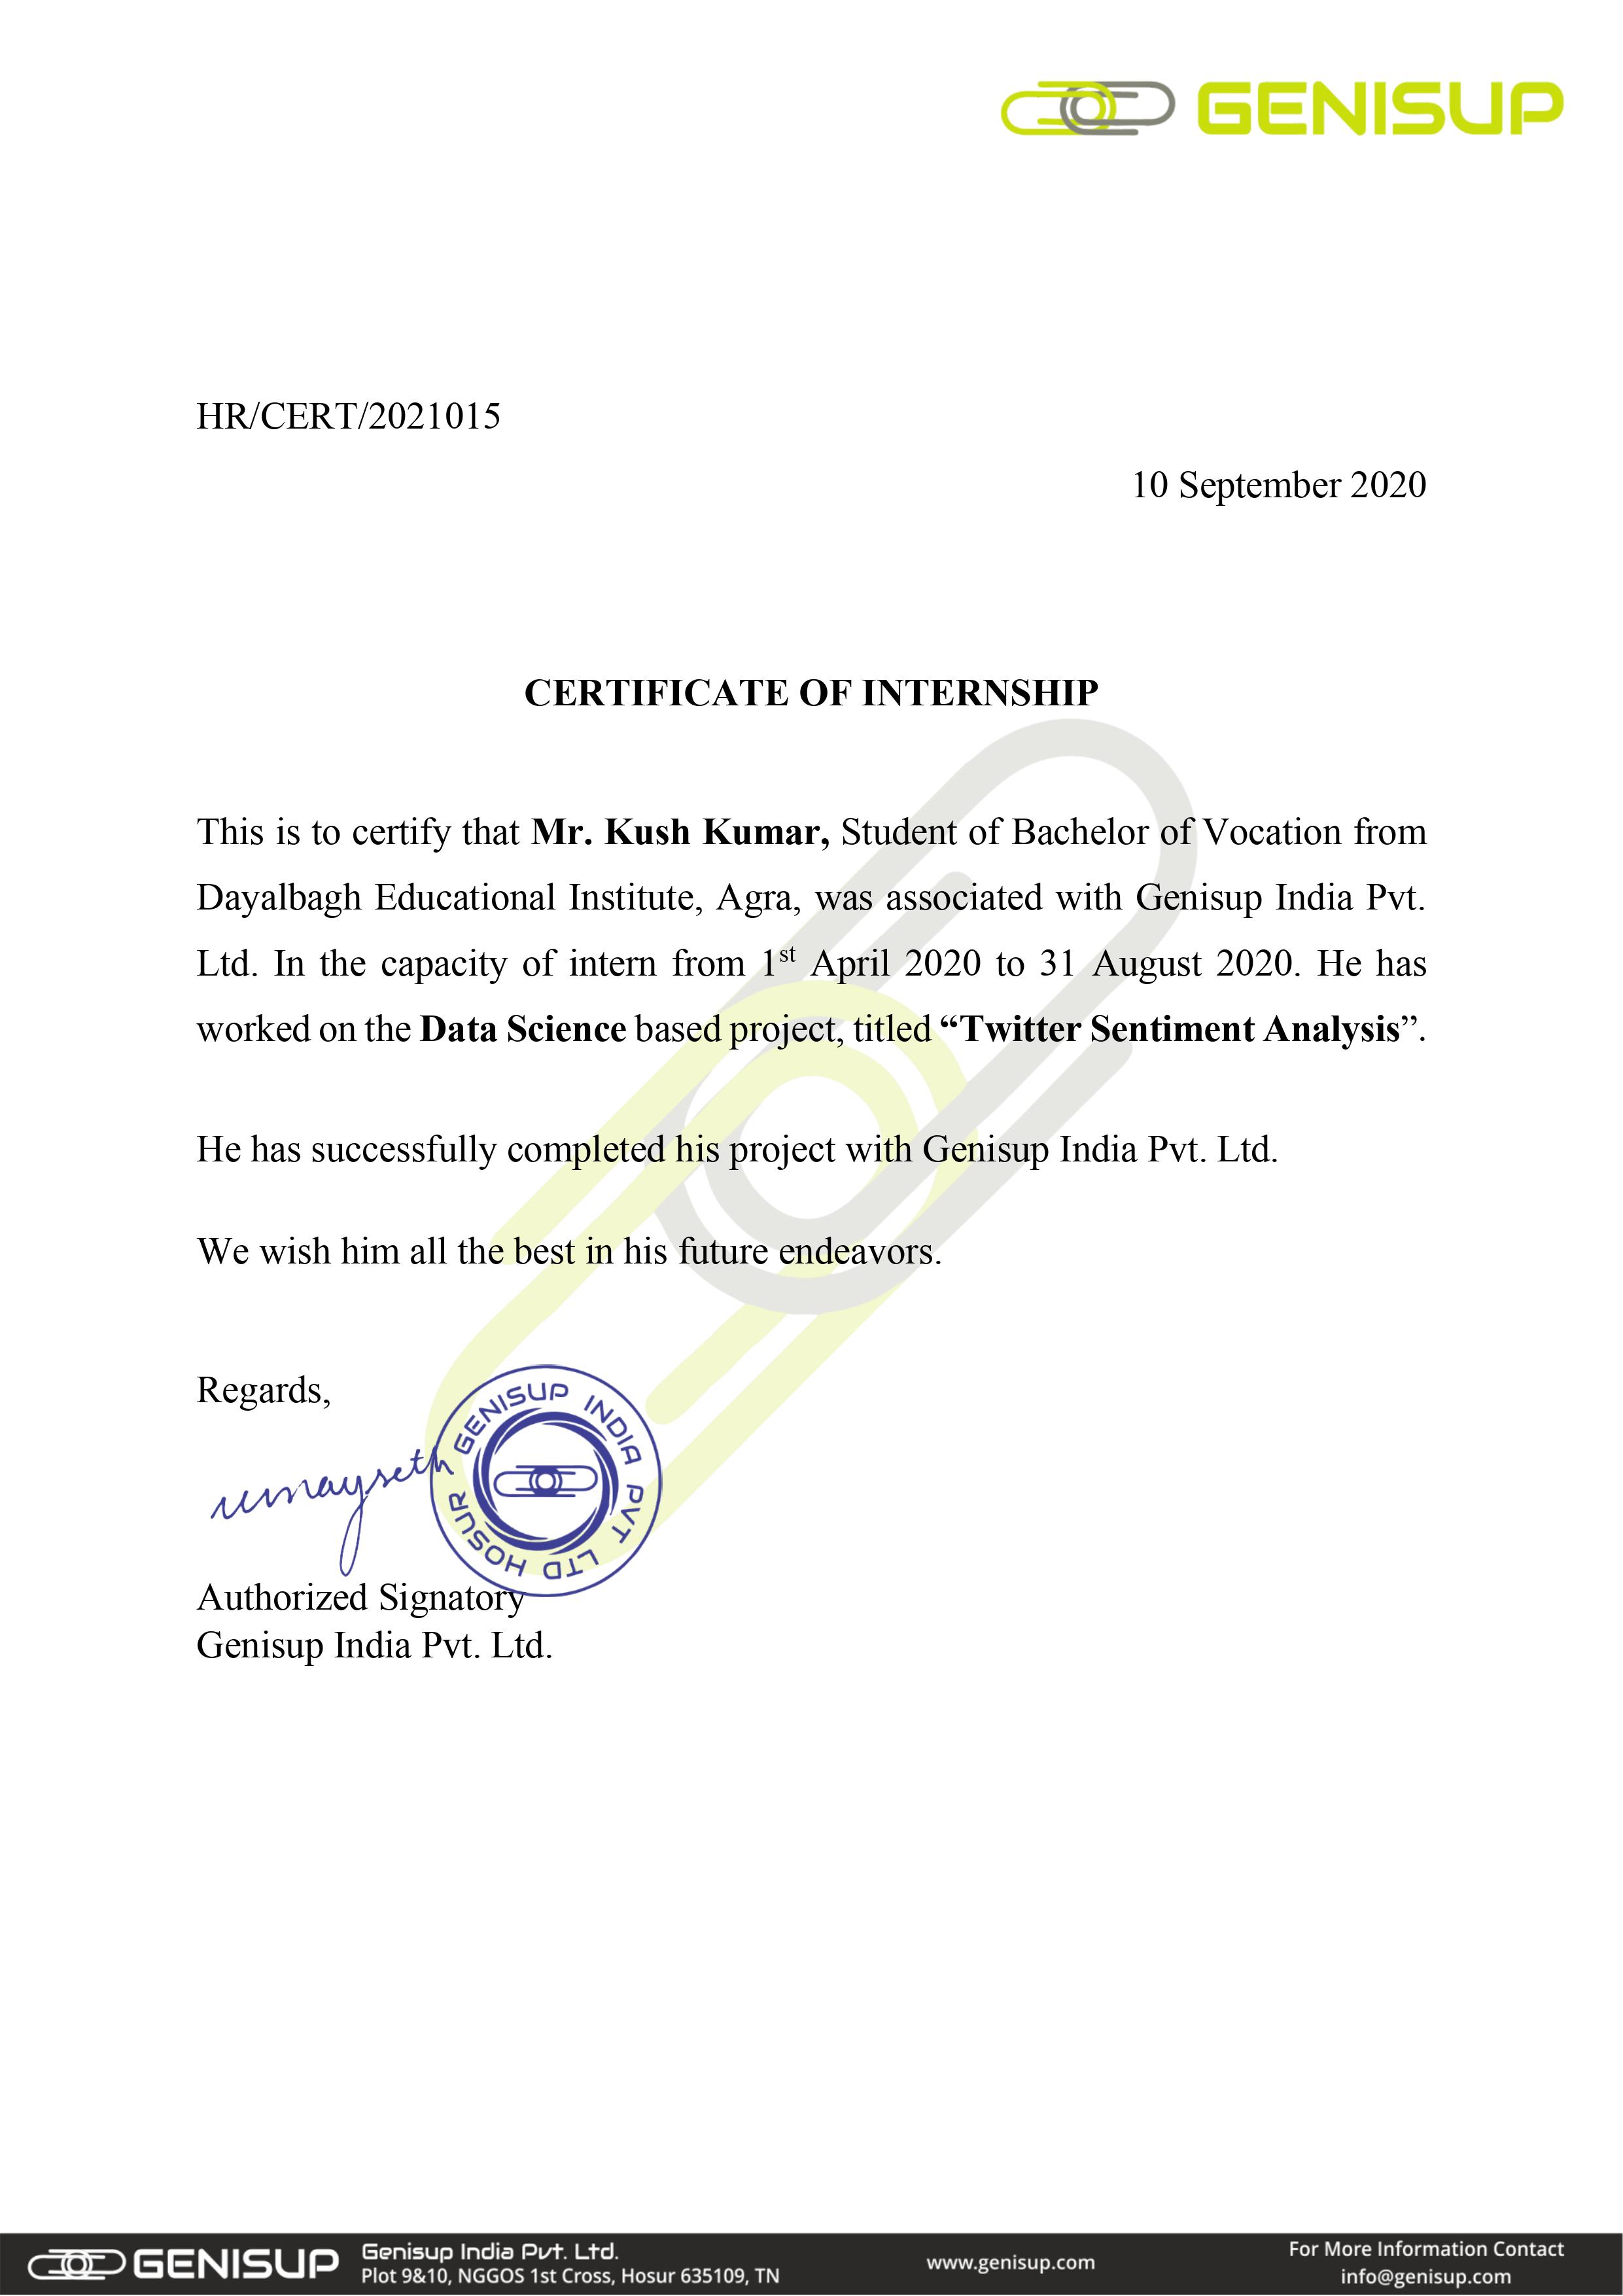 GENISUP
HR/CERT/2021015
10 September 2020
CERTIFICATE OF INTERNSHIP
This is to certify that Mr. Kush Kumar, Student of Bachelor of Vocation from
Dayalbagh Educational Institute, Agra, was associated with Genisup India Pvt.
Ltd. In the capacity of intern from 1st April 2020 to 31 August 2020. He has
worked on the Data Science based project, titled “Twitter Sentiment Analysis”.
He has successfully completed his project with Genisup India Pvt. Ltd.
We wish him all the best in his future endeavors.
Regards,
GENISUP INDIA PVT LTD HOSUR
Authorized Signatory
Genisup India Pvt. Ltd.
GENISUP
Genisup India Pvt. Ltd.
Plot 9&10, NGGOS 1st Cross, Hosur 635109, TN
www.genisup.com
For More Information Contact
info@genisup.com